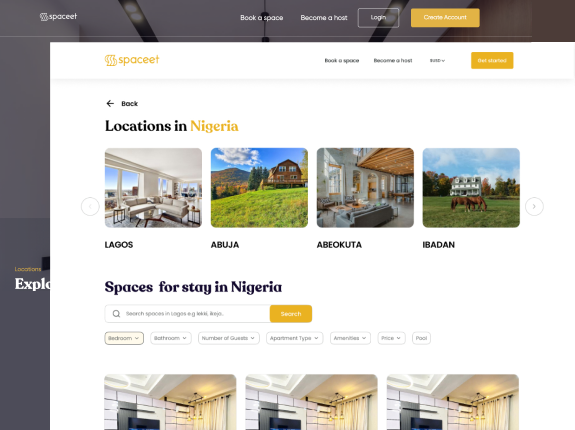 spaceet
Book a space
Become a host
Login
Create Account
spaceet
Book a space
Become a host
$USD
Get started
Back
Locations in Nigeria
LAGOS
ABUJA
ABEOKUTA
IBADAN
Locations
Explo
Spaces for stay in Nigeria
Search spaces in Lagos e.g lekki, ikeja..
Search
Bedroom
Bathroom
Number of Guests
Apartment Type
Amenities
Price
Pool